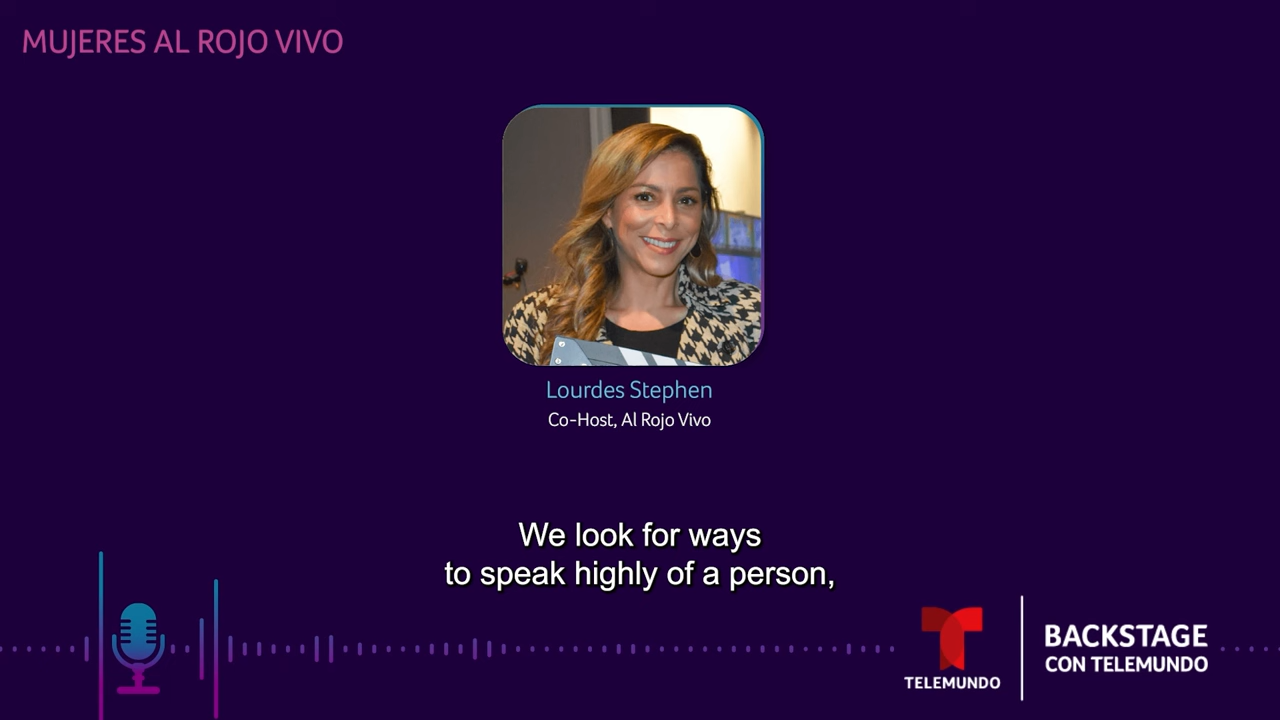 MUJERES AL ROJO VIVO
Lourdes Stephen
Co-Host, Al Rojo Vivo
We look for ways
to speak highly of a person,
TELEMUNDO
BACKSTAGE
CON TELEMUNDO